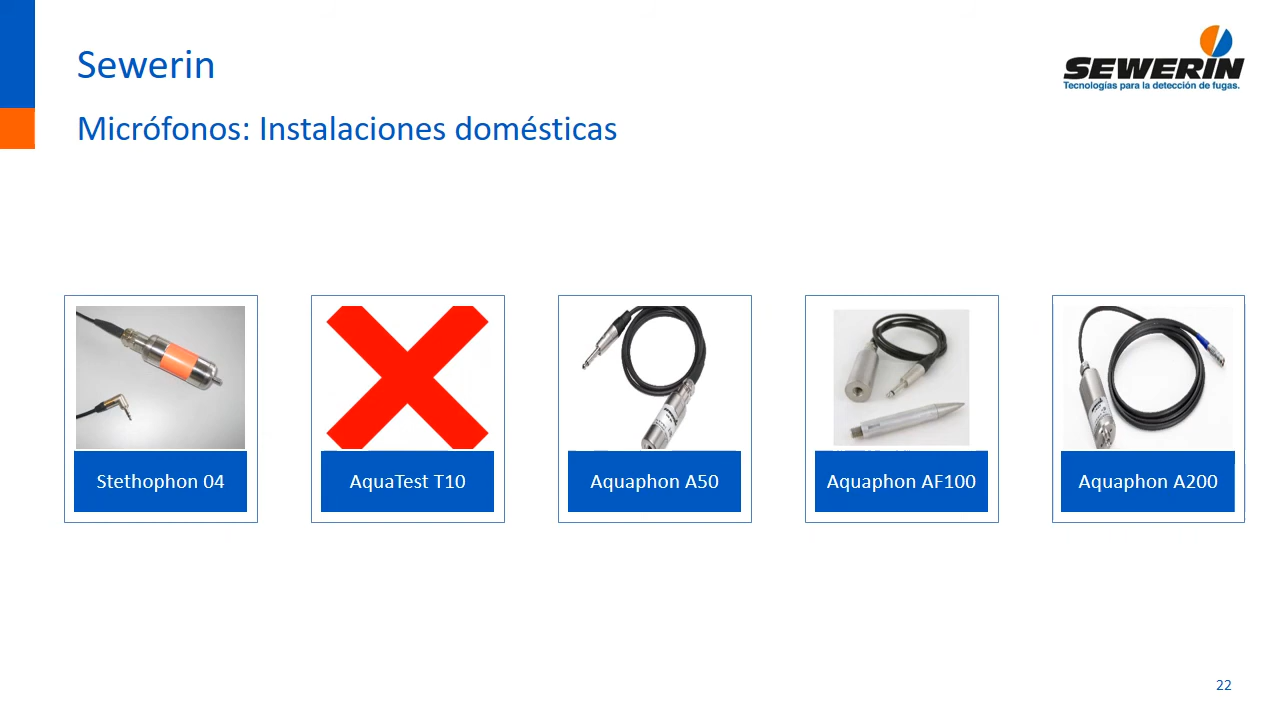 Sewerin
SEWERIN
Tecnologías para la detección de fugas.
Micrófonos: Instalaciones domésticas
Stethophon 04
AquaTest T10
Aquaphon A50
Aquaphon AF100
Aquaphon A200
22